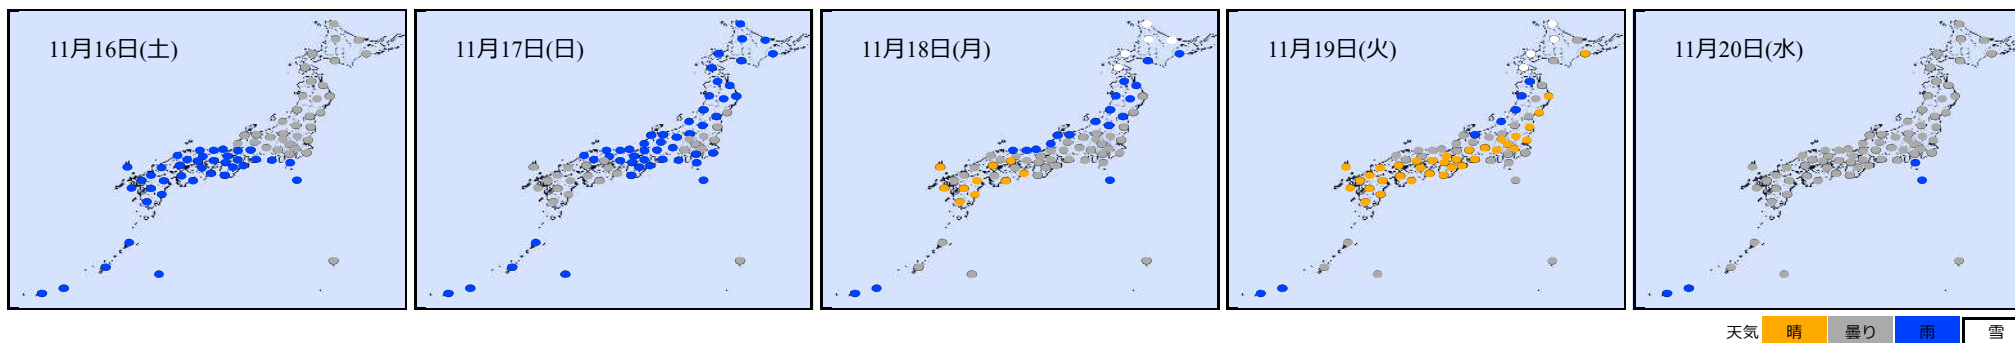 11月16日(土)
11月17日(日)
11月18日(月)
11月19日(火)
11月20日(水)
天気 晴 曇り 雨 雪